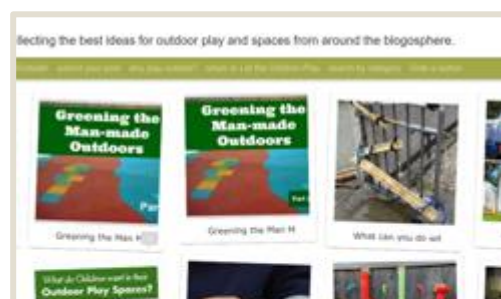 llecting the best ideas for outdoor play and spaces from around the blogosphere.
Greening the
Man-made
Outdoors
Par
Greening the Man M
Greening the
Man-made
Outdoors
Part
Greening the Man M
What can you do wit
What do Children want in their
Outdoor Play Spaces?